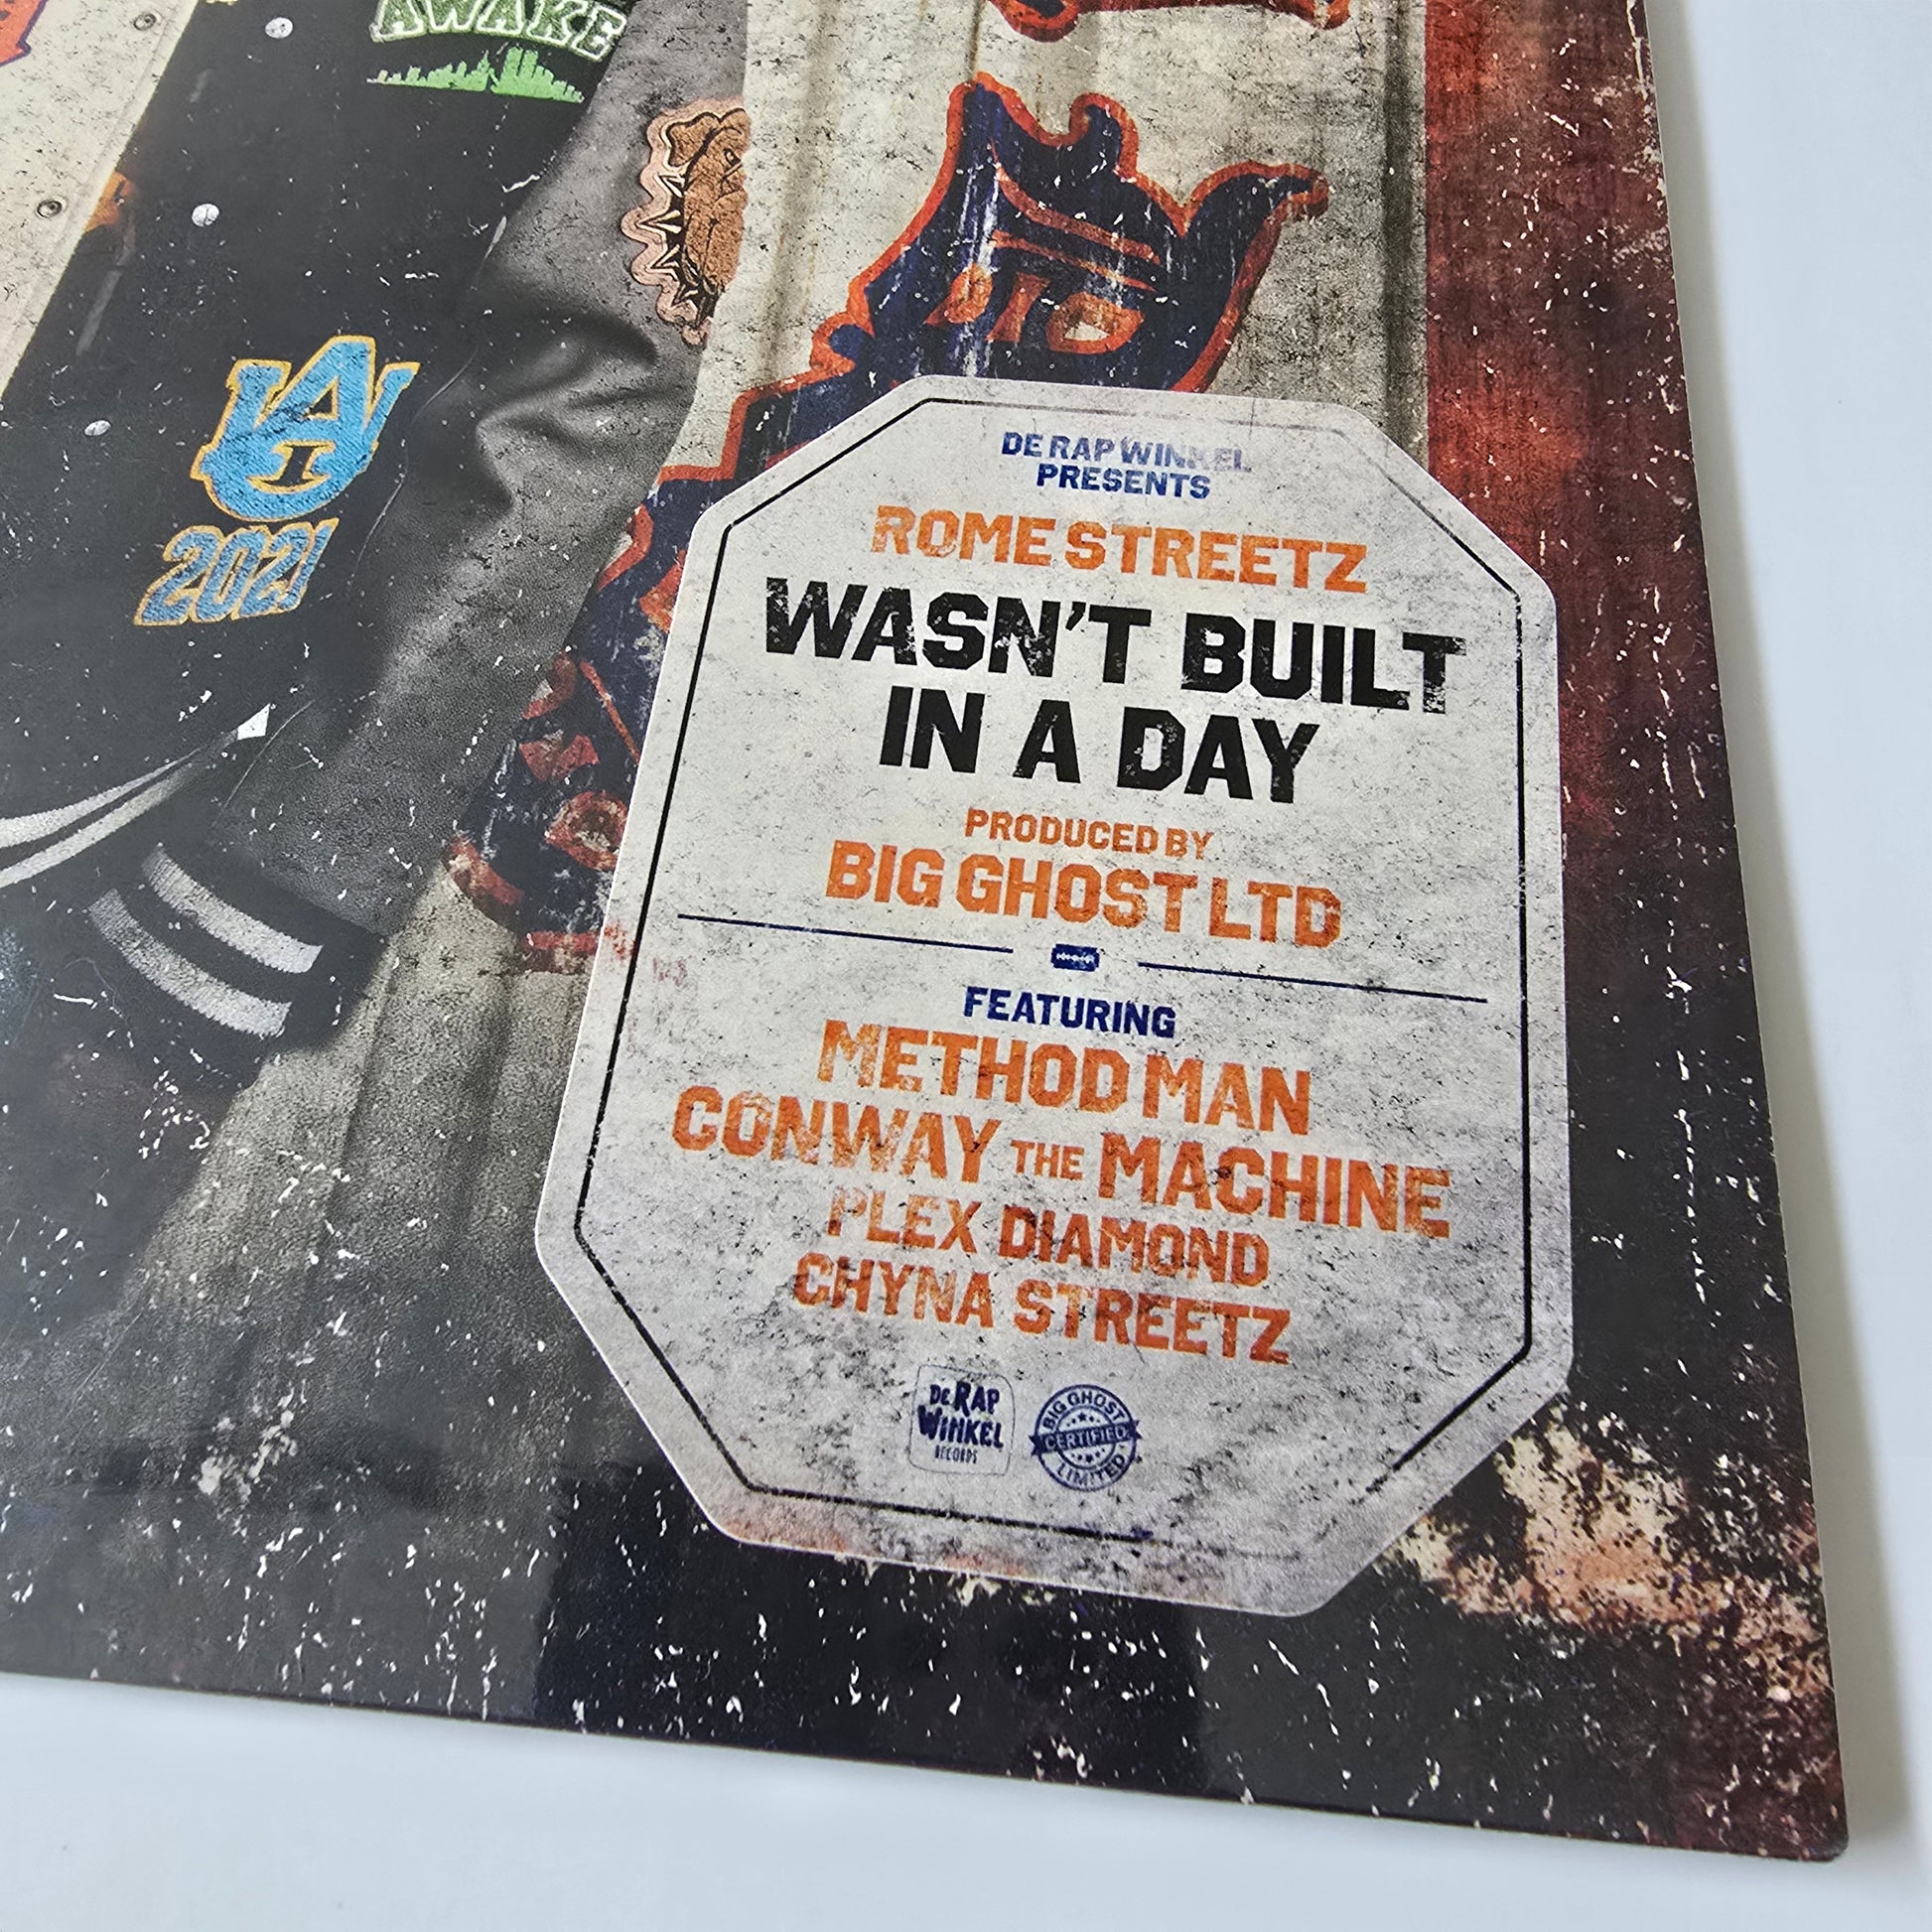 AWAKE
AU
2021
DE RAP WINKEL
PRESENTS
ROME STREETZ
WASN'T BUILT
IN A DAY
PRODUCED BY
BIG GHOST LTD
FEATURING
METHOD MAN
CONWAY THE MACHINE
PLEX DIAMOND
CHYNA STREETZ
DE RAP
WINKEL
RECORDS
BIG GHOST
CERTIFIED
LIMITED